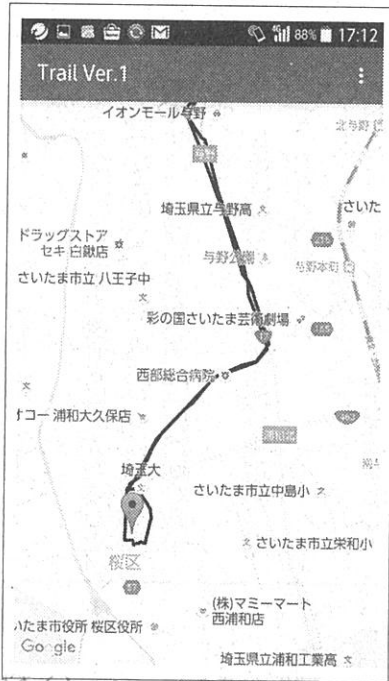 88% 17:12
Trail Ver.1
イオンモール与野
北与野
埼玉県立与野高
さいた
ドラッグストア
セキ 白鍬店
与野公園
与野本町
さいたま市立 八王子中
彩の国さいたま芸術劇場
西部総合病院
オコー 浦和大久保店
埼玉大
さいたま市立中島小
さいたま市立栄和小
桜区
57
(株)マミーマート
西浦和店
いたま市役所 桜区役所
Google
埼玉県立浦和工業高